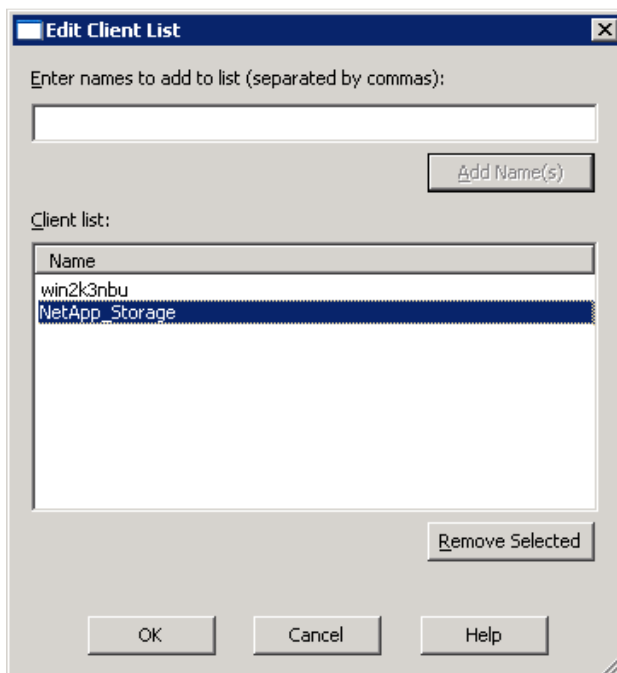 Edit Client List
Enter names to add to list (separated by commas):
Add Name(s)
Client list:
Name
win2k3nbu
NetApp_Storage
Remove Selected
OK Cancel Help